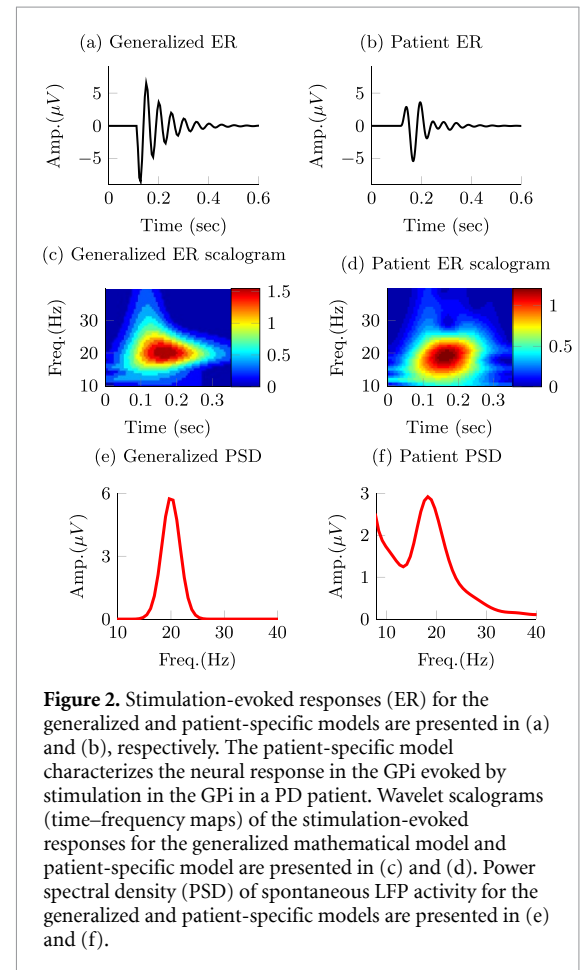 (a) Generalized ER
(b) Patient ER
Amp.(μV)
5
0
−5
0 0.2 0.4 0.6
Time (sec)
Amp.(μV)
5
0
−5
0 0.2 0.4 0.6
Time (sec)
(c) Generalized ER scalogram
(d) Patient ER scalogram
Freq.(Hz)
30
20
10
0 0.1 0.2 0.3
Time (sec)
1.5
1
0.5
0
Freq.(Hz)
30
20
10
0 0.1 0.2 0.3
Time (sec)
1
0.5
0
(e) Generalized PSD
(f) Patient PSD
Amp.(μV)
6
3
0
10 20 30 40
Freq.(Hz)
Amp.(μV)
3
2
1
0
10 20 30 40
Freq.(Hz)
Figure 2. Stimulation-evoked responses (ER) for the
generalized and patient-specific models are presented in (a)
and (b), respectively. The patient-specific model
characterizes the neural response in the GPi evoked by
stimulation in the GPi in a PD patient. Wavelet scalograms
(time–frequency maps) of the stimulation-evoked
responses for the generalized mathematical model and
patient-specific model are presented in (c) and (d). Power
spectral density (PSD) of spontaneous LFP activity for the
generalized and patient-specific models are presented in (e)
and (f).